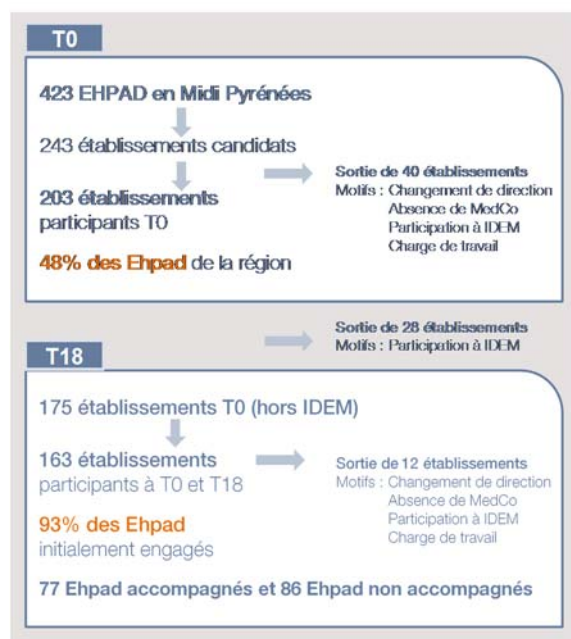 T0
423 EHPAD en Midi Pyrénées
243 établissements candidats
203 établissements
participants T0
48% des Ehpad de la région
Sortie de 40 établissements
Motifs : Changement de direction
Absence de MedCo
Participation à IDEM
Charge de travail
Sortie de 28 établissements
Motifs : Participation à IDEM
T18
175 établissements T0 (hors IDEM)
163 établissements
participants à T0 et T18
93% des Ehpad
initialement engagés
Sortie de 12 établissements
Motifs : Changement de direction
Absence de MedCo
Participation à IDEM
Charge de travail
77 Ehpad accompagnés et 86 Ehpad non accompagnés